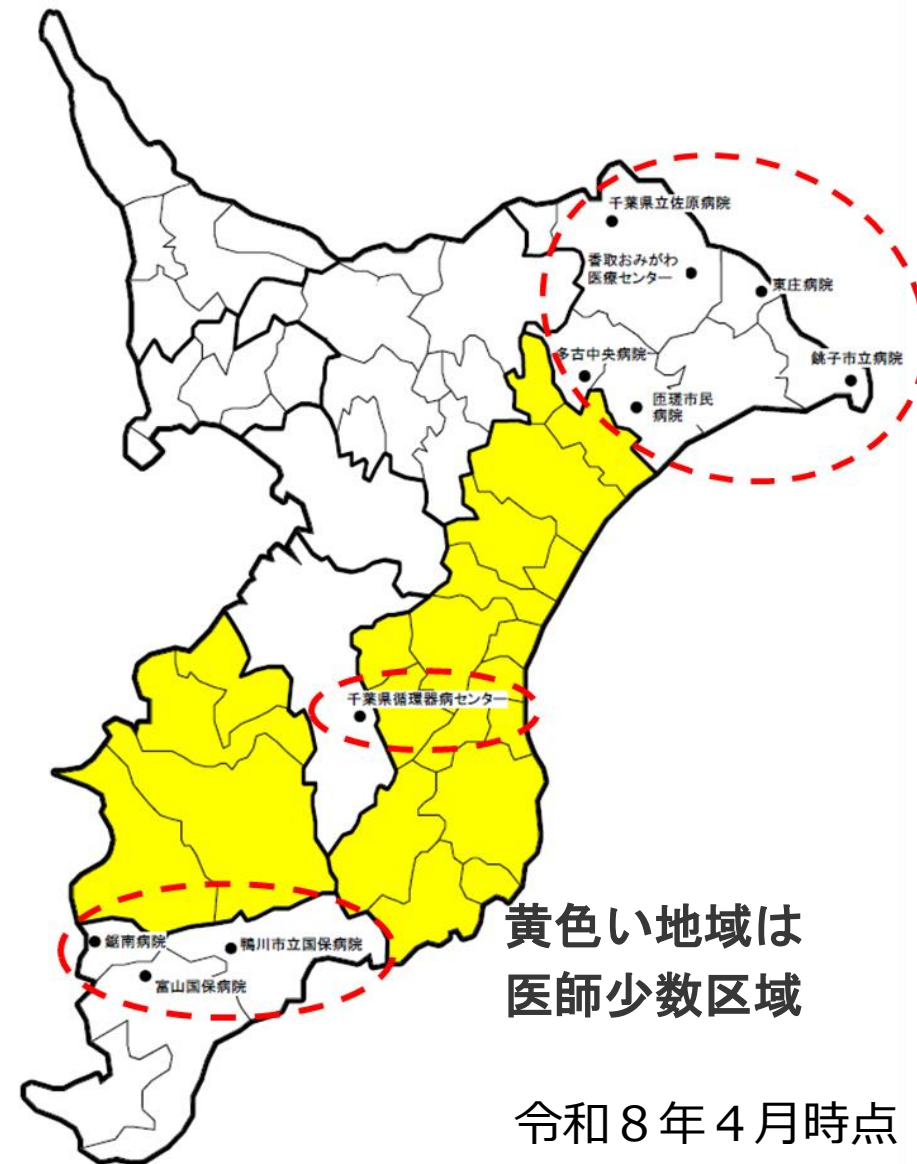 千葉県立佐原病院
香取おみがわ
医療センター
東庄病院
多古中央病院
銚子市立病院
匝瑳市民
病院
千葉県循環器病センター
鋸南病院
鴨川市立国保病院
富山国保病院
黄色い地域は
医師少数区域
令和８年４月時点